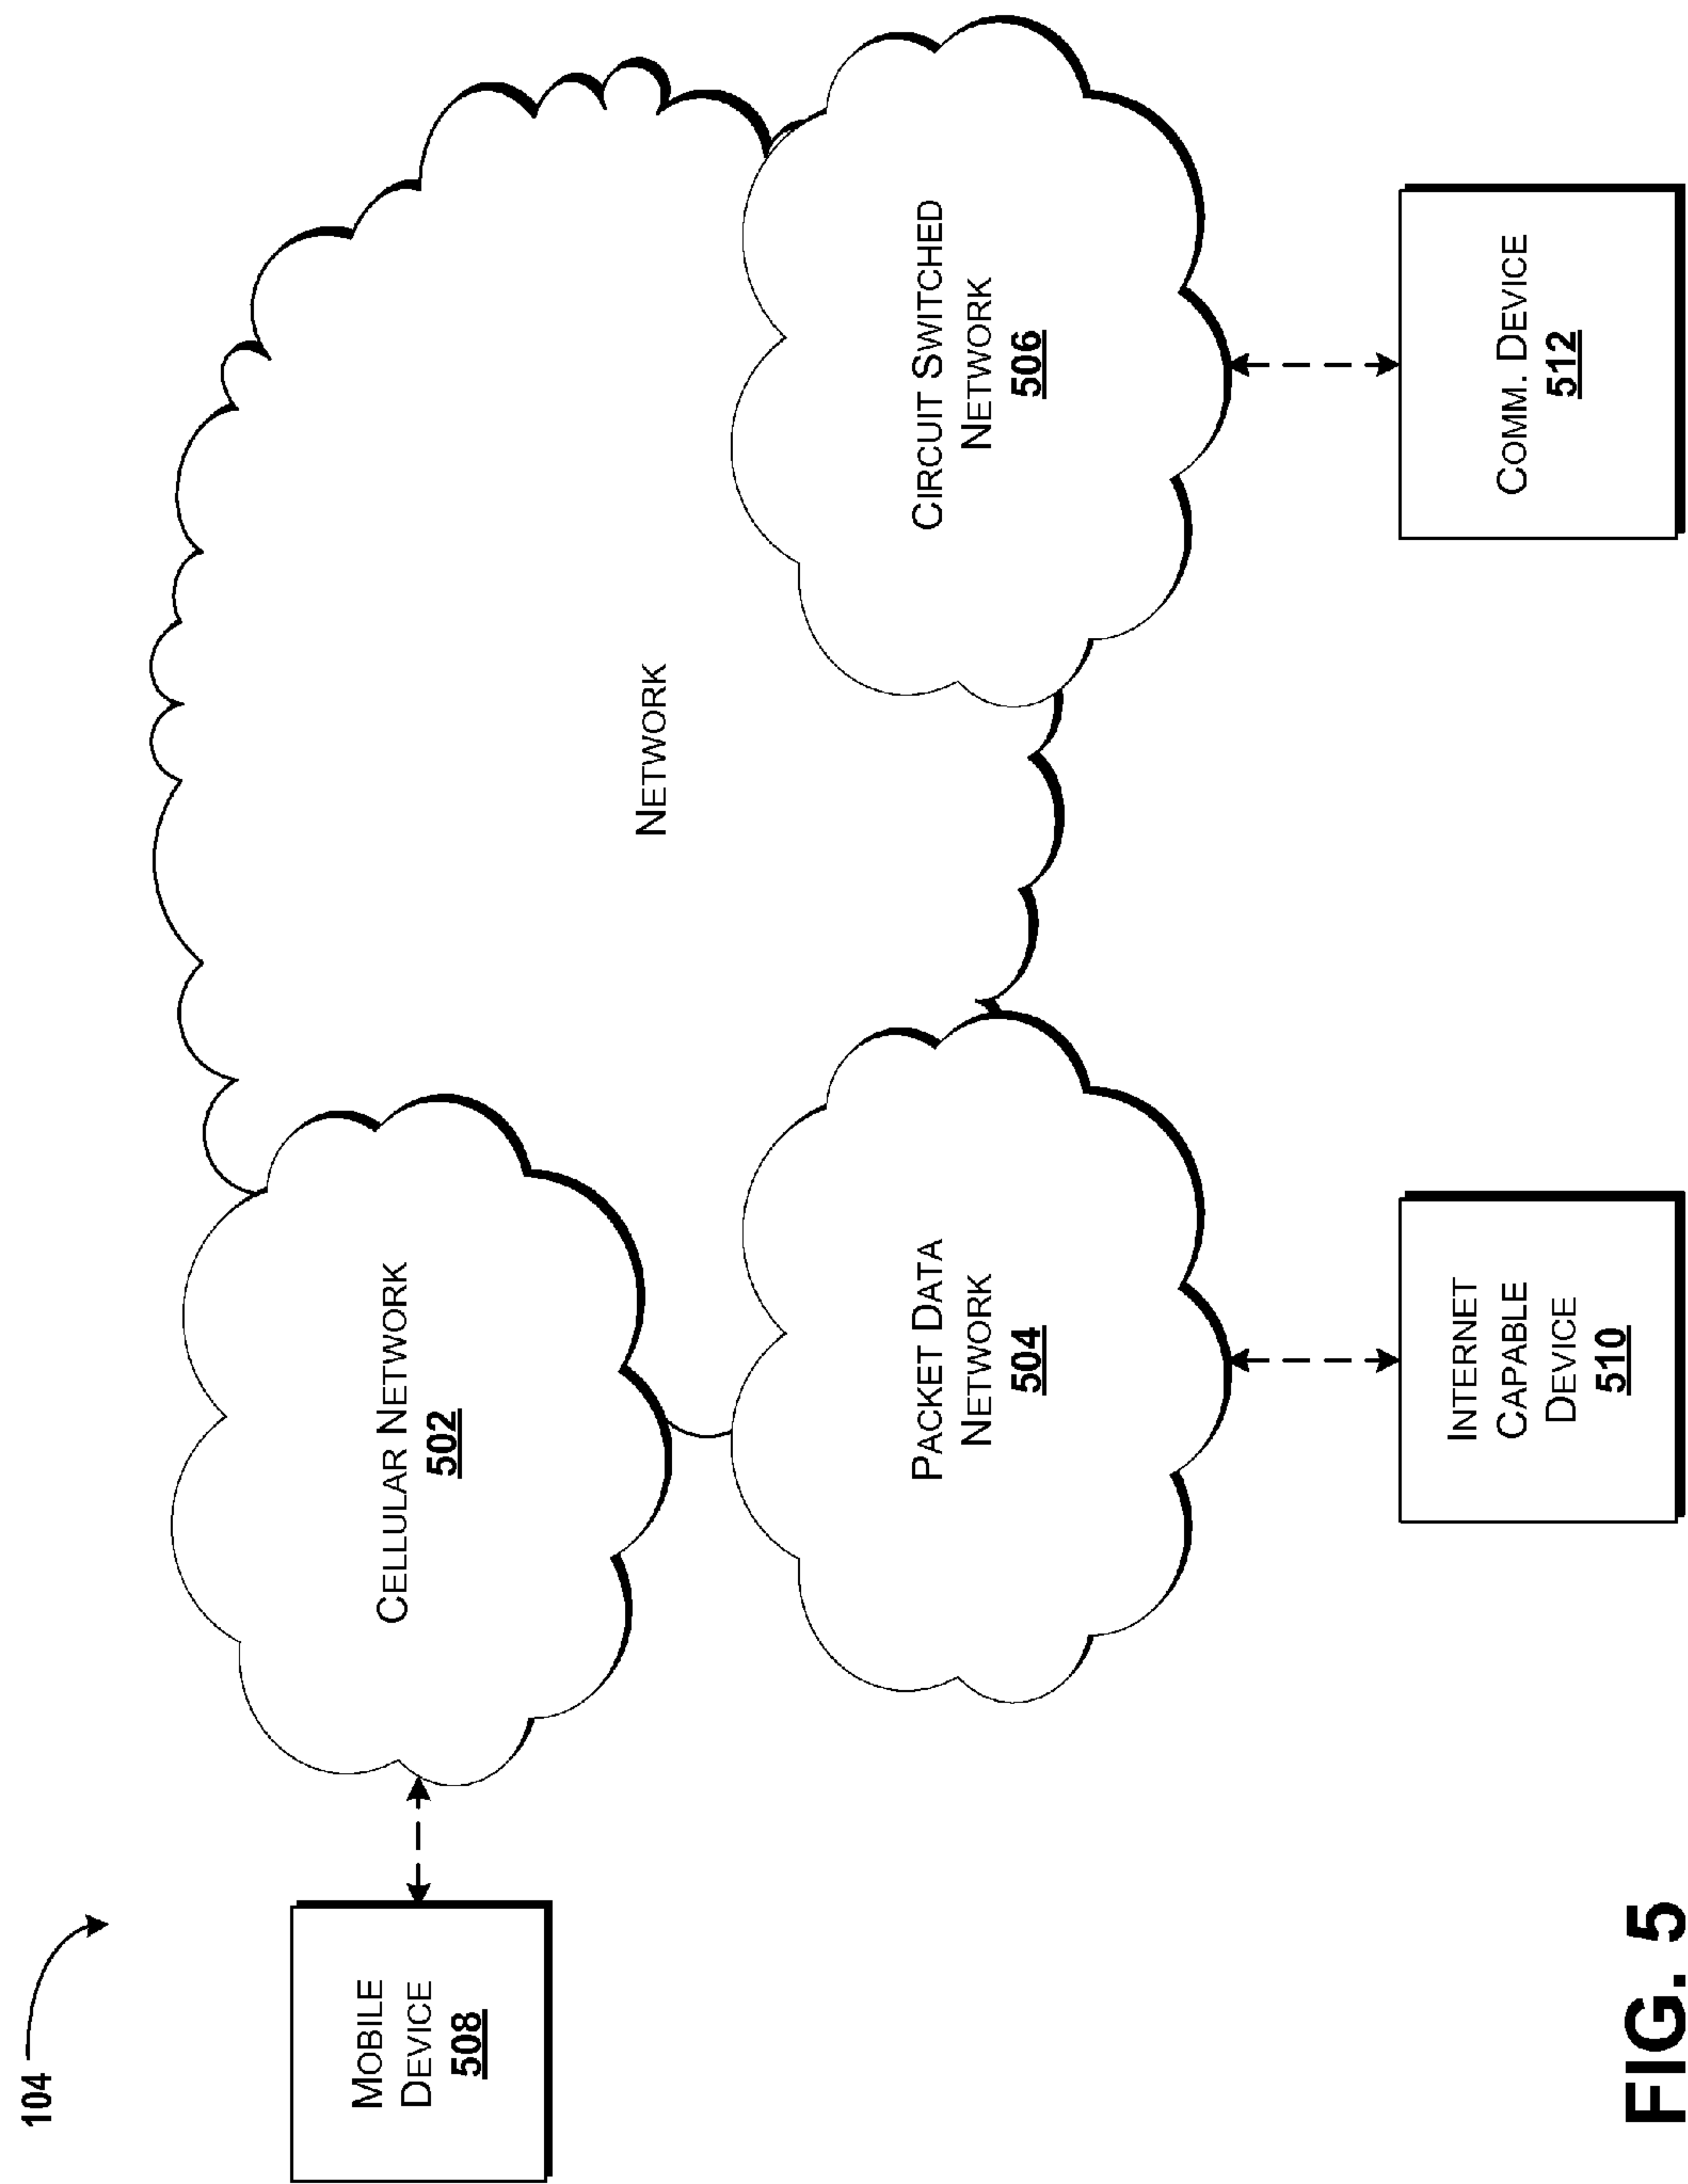 104
MOBILE
DEVICE
508
CELLULAR NETWORK
502
NETWORK
PACKET DATA
NETWORK
504
CIRCUIT SWITCHED
NETWORK
506
INTERNET
CAPABLE
DEVICE
510
COMM. DEVICE
512
FIG. 5